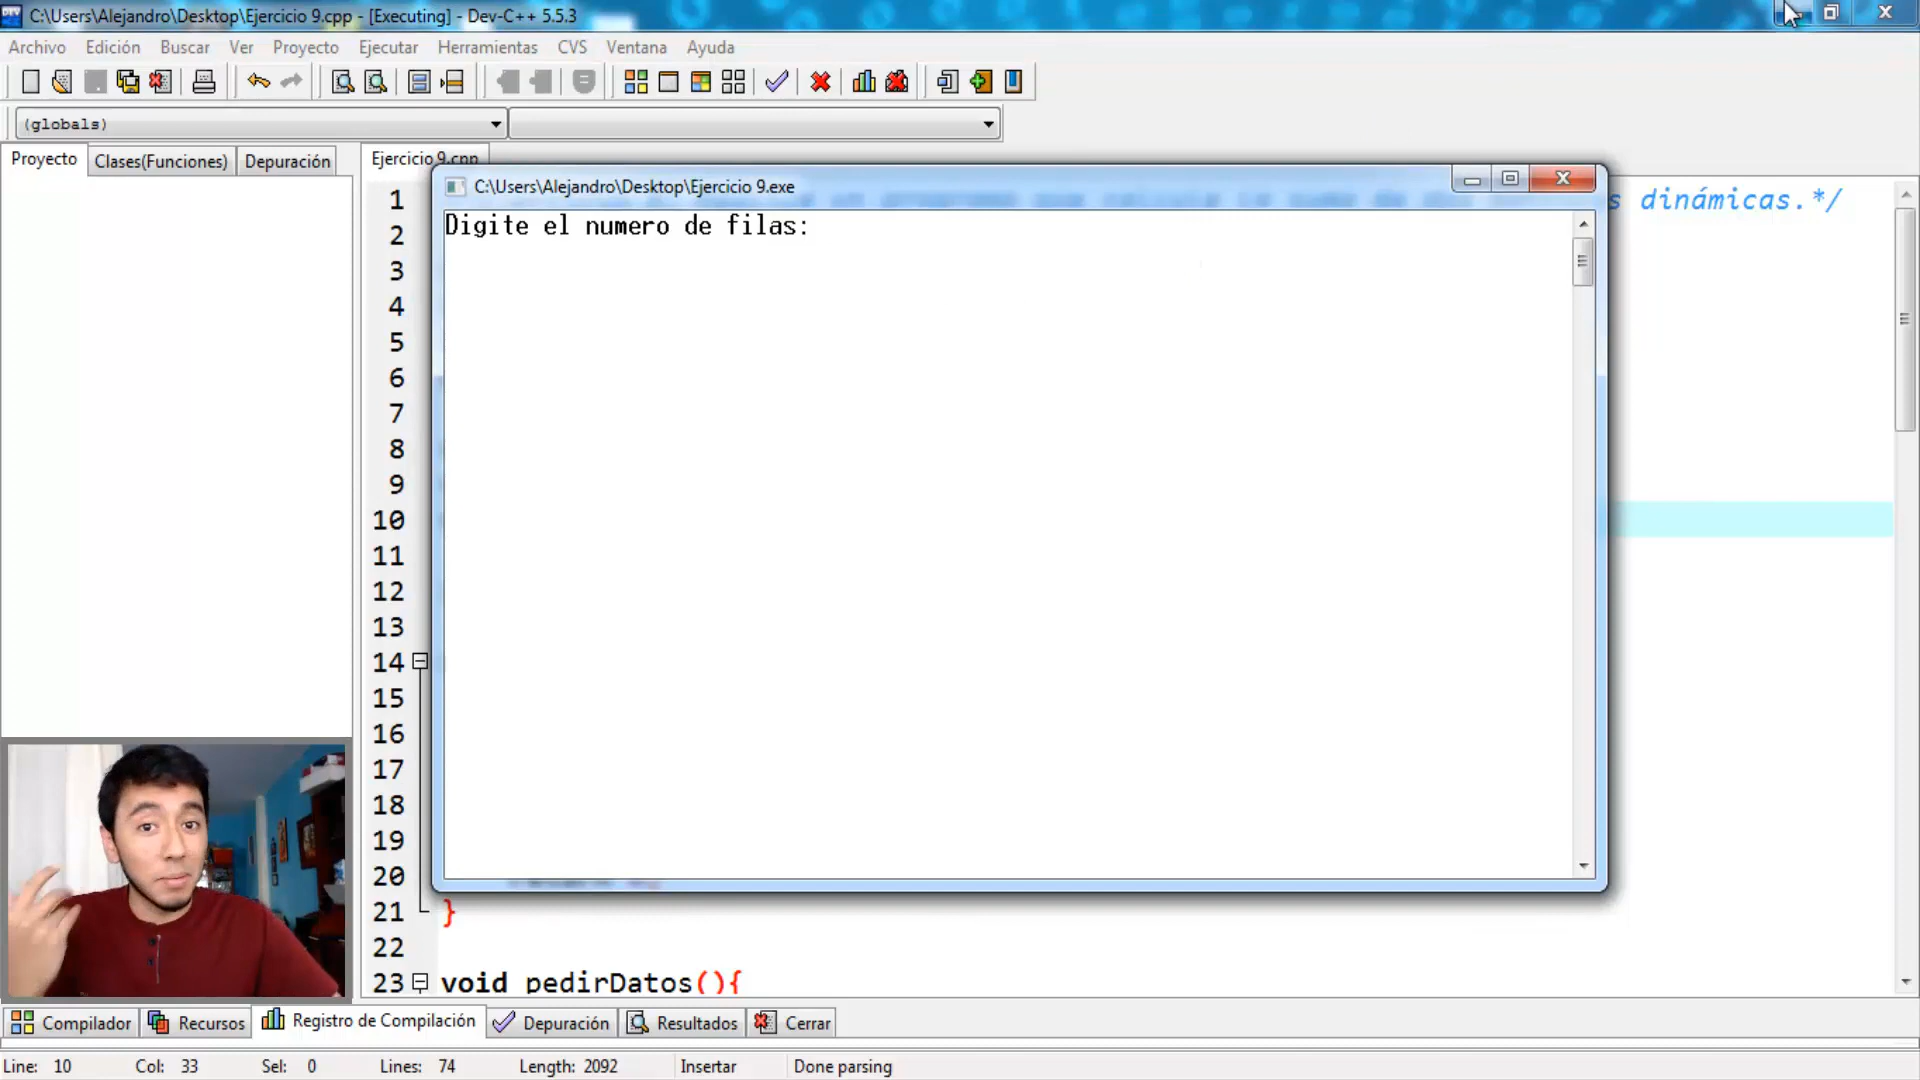 C:\Users\Alejandro\Desktop\Ejercicio 9.cpp - [Executing] - Dev-C++ 5.5.3
Archivo Edición Buscar Ver Proyecto Ejecutar Herramientas CVS Ventana Ayuda
(globals)
Proyecto Clases(Funciones) Depuración Ejercicio 9.cpp
C:\Users\Alejandro\Desktop\Ejercicio 9.exe
Digite el numero de filas:
1 dinámicas.*/
2
3
4
5
6
7
8
9
10
11
12
13
14
15
16
17
18
19
20
21 }
22
23 void pedirDatos(){
Compilador Recursos Registro de Compilación Depuración Resultados Cerrar
Line: 10 Col: 33 Sel: 0 Lines: 74 Length: 2092 Insertar Done parsing